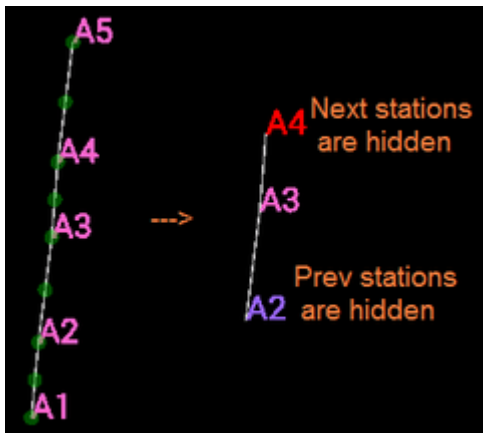 A5
A4
A3
A2
A1
--->
A4
Next stations
are hidden
A3
Prev stations
are hidden
A2